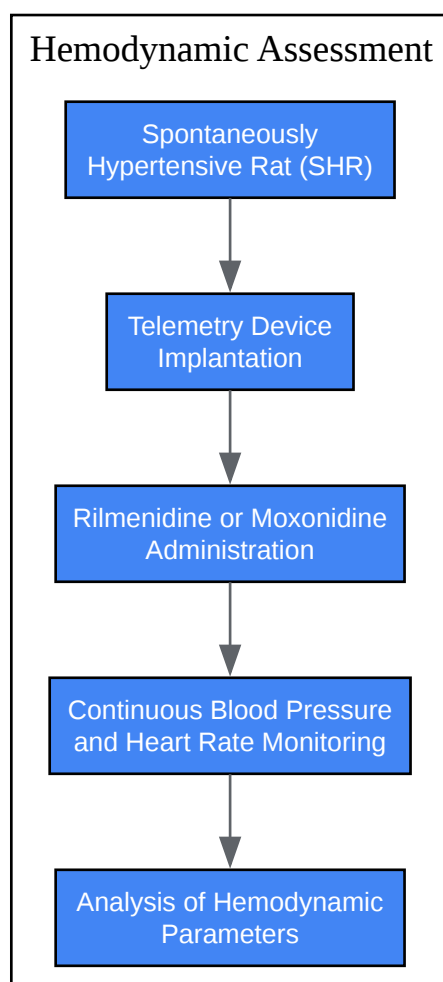 Hemodynamic Assessment
Spontaneously
Hypertensive Rat (SHR)
Telemetry Device
Implantation
Rilmenidine or Moxonidine
Administration
Continuous Blood Pressure
and Heart Rate Monitoring
Analysis of Hemodynamic
Parameters